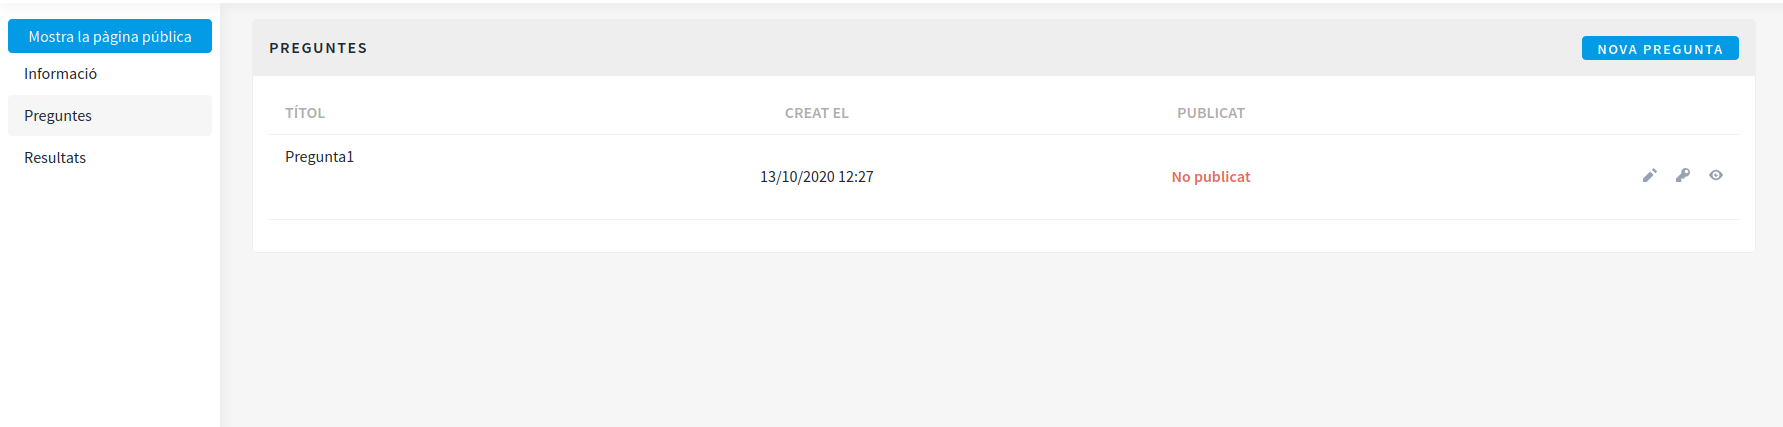 Mostra la pàgina pública
Informació
Preguntes
Resultats
PREGUNTES
NOVA PREGUNTA
TÍTOL CREAT EL PUBLICAT
Pregunta1
13/10/2020 12:27 No publicat